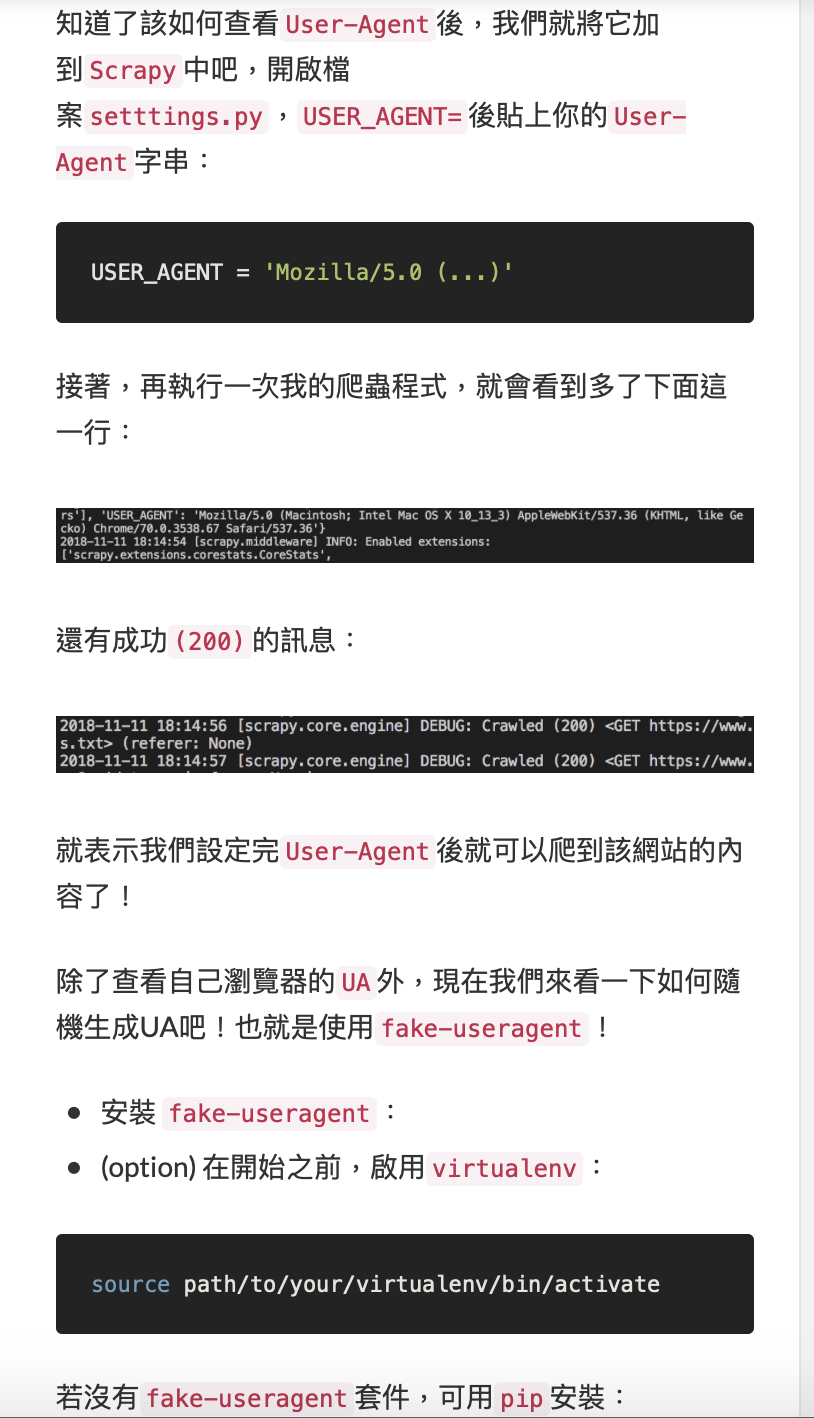 知道了該如何查看User-Agent後，我們就將它加
到Scrapy中吧，開啟檔
案setttings.py，USER_AGENT=後貼上你的User-
Agent字串：
USER_AGENT = 'Mozilla/5.0 (...)'
接著，再執行一次我的爬蟲程式，就會看到多了下面這
一行：
rs'], 'USER_AGENT': 'Mozilla/5.0 (Macintosh; Intel Mac OS X 10_13_3) AppleWebKit/537.36 (KHTML, like Ge
cko) Chrome/70.0.3538.67 Safari/537.36'}
2018-11-11 18:14:54 [scrapy.middleware] INFO: Enabled extensions:
['scrapy.extensions.corestats.CoreStats',
還有成功(200)的訊息：
2018-11-11 18:14:56 [scrapy.core.engine] DEBUG: Crawled (200) <GET https://www.
s.txt> (referer: None)
2018-11-11 18:14:57 [scrapy.core.engine] DEBUG: Crawled (200) <GET https://www.
就表示我們設定完User-Agent後就可以爬到該網站的內
容了！
除了查看自己瀏覽器的UA外，現在我們來看一下如何隨
機生成UA吧！也就是使用fake-useragent！
• 安裝 fake-useragent：
• (option) 在開始之前，啟用virtualenv：
source path/to/your/virtualenv/bin/activate
若沒有fake-useragent套件，可用pip安裝：